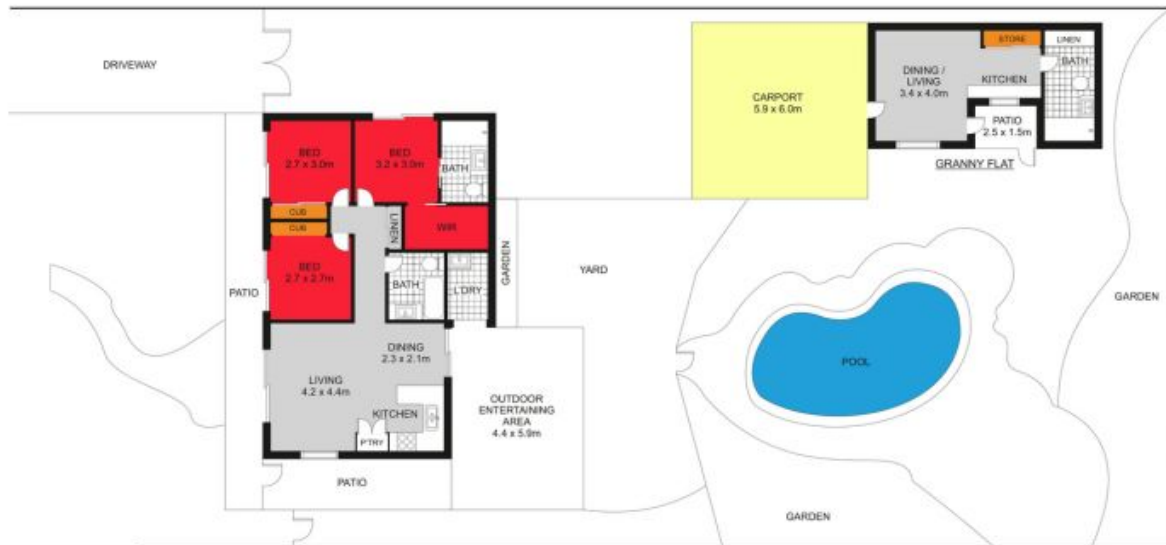 DRIVEWAY
BED
2.7 x 3.0m
BED
3.2 x 3.0m
BATH
CUB
CUB
LINEN
WIR
BED
2.7 x 2.7m
BATH
L'DRY
GARDEN
PATIO
DINING
2.3 x 2.1m
LIVING
4.2 x 4.4m
KITCHEN
P'TRY
OUTDOOR
ENTERTAINING
AREA
4.4 x 5.9m
PATIO
YARD
CARPORT
5.9 x 6.0m
STORE
LINEN
DINING /
LIVING
3.4 x 4.0m
KITCHEN
BATH
PATIO
2.5 x 1.5m
GRANNY FLAT
POOL
GARDEN
GARDEN